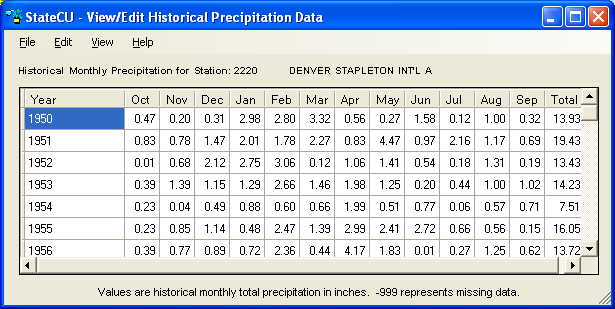 StateCU - View/Edit Historical Precipitation Data
File Edit View Help
Historical Monthly Precipitation for Station: 2220 DENVER STAPLETON INT'L A
Year Oct Nov Dec Jan Feb Mar Apr May Jun Jul Aug Sep Total
1950 0.47 0.20 0.31 2.98 2.80 3.32 0.56 0.27 1.58 0.12 1.00 0.32 13.93
1951 0.83 0.78 1.47 2.01 1.78 2.27 0.83 4.47 0.97 2.16 1.17 0.69 19.43
1952 0.01 0.68 2.12 2.75 3.06 0.12 1.06 1.41 0.54 0.18 1.31 0.19 13.43
1953 0.39 1.39 1.15 1.29 2.66 1.46 1.98 1.25 0.20 0.44 1.00 1.02 14.23
1954 0.23 0.04 0.49 0.88 0.60 0.66 1.99 0.51 0.77 0.06 0.57 0.71 7.51
1955 0.23 0.85 1.14 0.48 2.47 1.39 2.99 2.41 2.72 0.66 0.56 0.15 16.05
1956 0.39 0.77 0.89 0.72 2.36 0.44 4.17 1.83 0.01 0.27 1.25 0.62 13.72
Values are historical monthly total precipitation in inches. -999 represents missing data.